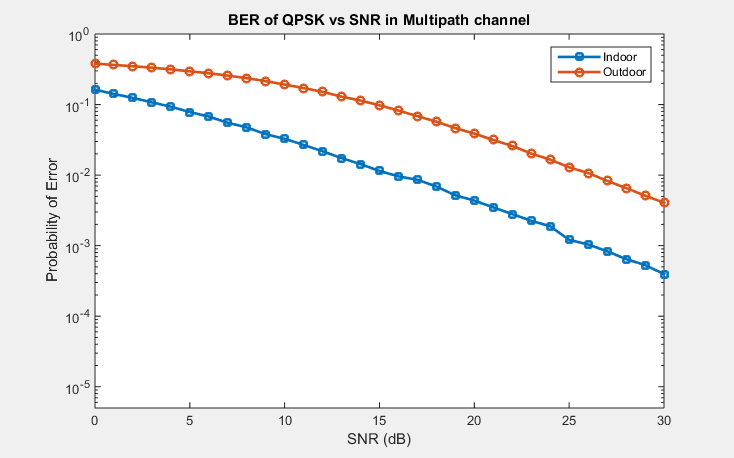 BER of QPSK vs SNR in Multipath channel
10^0
Indoor
Outdoor
10^-1
10^-2
10^-3
10^-4
10^-5
Probability of Error
0 5 10 15 20 25 30
SNR (dB)